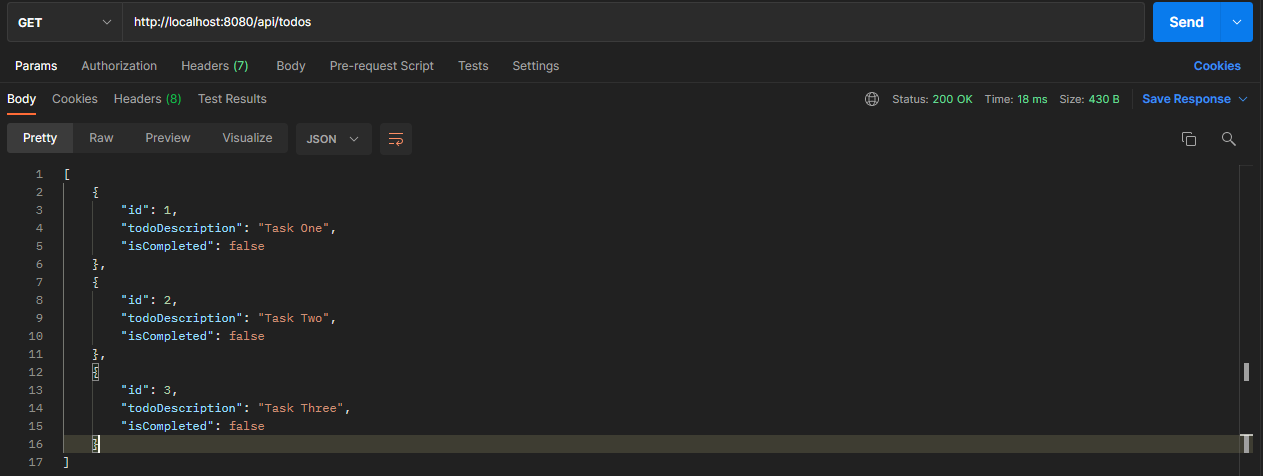 GET http://localhost:8080/api/todos Send
Params Authorization Headers (7) Body Pre-request Script Tests Settings Cookies
Body Cookies Headers (8) Test Results Status: 200 OK Time: 18 ms Size: 430 B Save Response
Pretty Raw Preview Visualize JSON
1 [
2 {
3 "id": 1,
4 "todoDescription": "Task One",
5 "isCompleted": false
6 },
7 {
8 "id": 2,
9 "todoDescription": "Task Two",
10 "isCompleted": false
11 },
12 {
13 "id": 3,
14 "todoDescription": "Task Three",
15 "isCompleted": false
16 }
17 ]